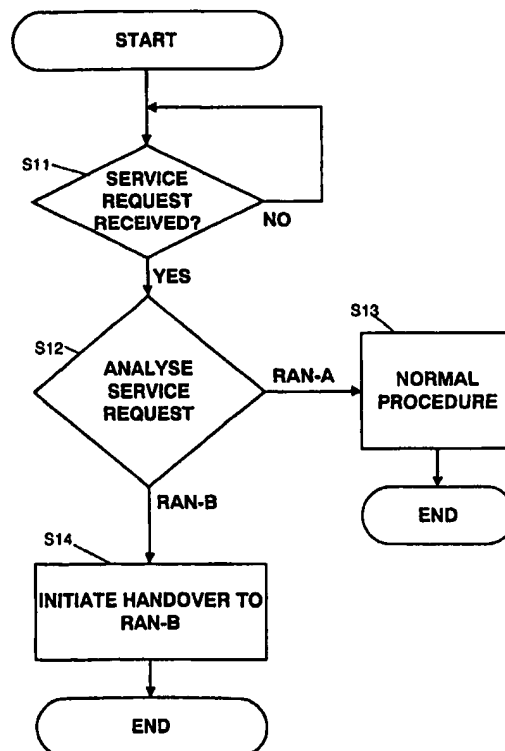 START
S11
SERVICE
REQUEST
RECEIVED?
NO
YES
S12
ANALYSE
SERVICE
REQUEST
RAN-A
S13
NORMAL
PROCEDURE
END
RAN-B
S14
INITIATE HANDOVER TO
RAN-B
END